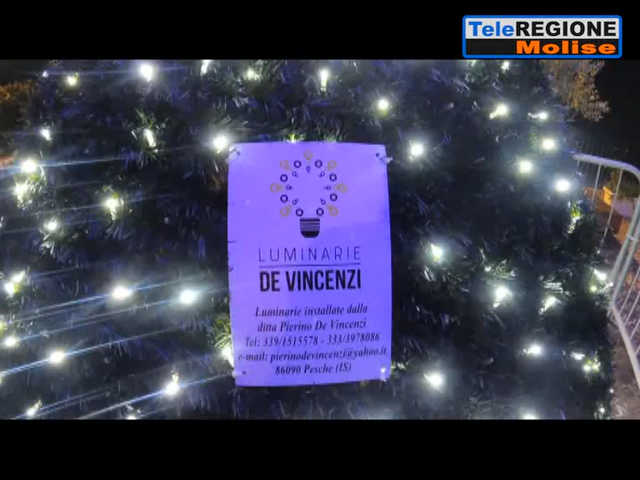 TeleREGIONE
Molise
LUMINARIE
DE VINCENZI
Luminarie installate dalla
ditta Pierino De Vincenzi
Tel: 339/1515578 - 333/3978086
e-mail: pierinodevincenzi@yahoo.it
86090 Pesche (IS)